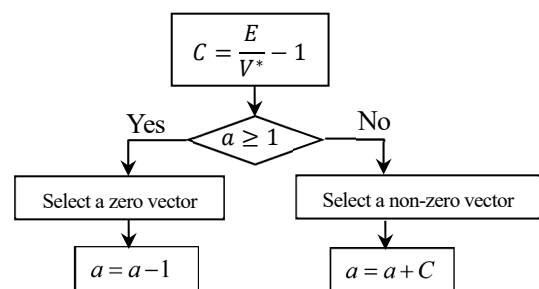 C = E/V* − 1
Yes
a ≥ 1
No
Select a zero vector
Select a non-zero vector
a = a − 1
a = a + C